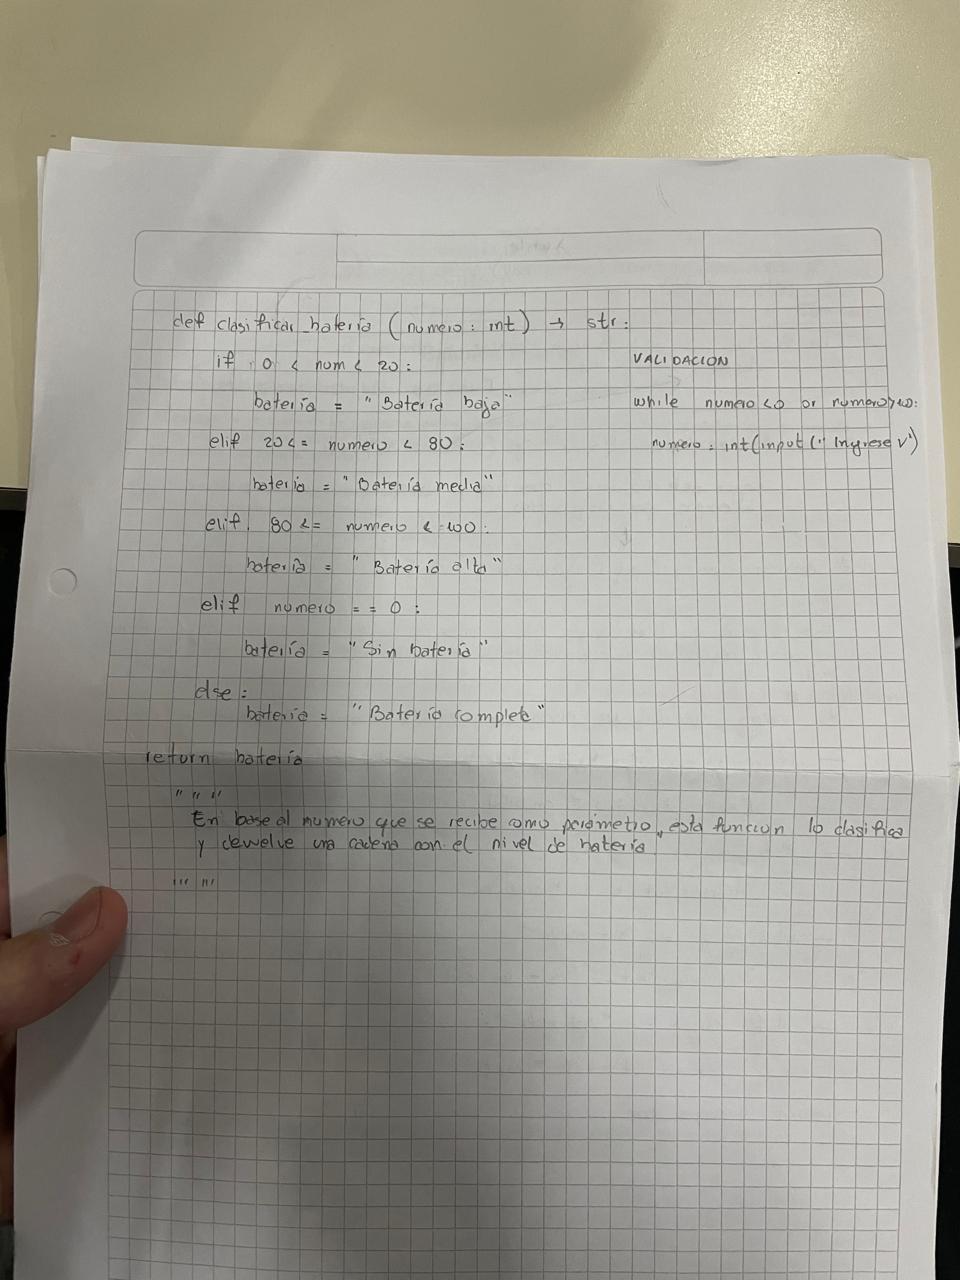 def clasificar_bateria (numero: int) → str:
if 0 < num < 20:
bateria = "Bateria baja"
elif 20 <= numero < 80:
bateria = "Bateria media"
elif 80 <= numero < 100:
bateria = "Bateria alta"
elif numero == 0:
bateria = "Sin bateria"
else:
bateria = "Bateria complete"
return bateria
"""
En base al numero que se recibe como parámetro, esta funcion lo clasifica
y devuelve una cadena con el nivel de bateria
"""
VALIDACION
while numero<0 or numero>100:
numero = int(input("Ingrese v")